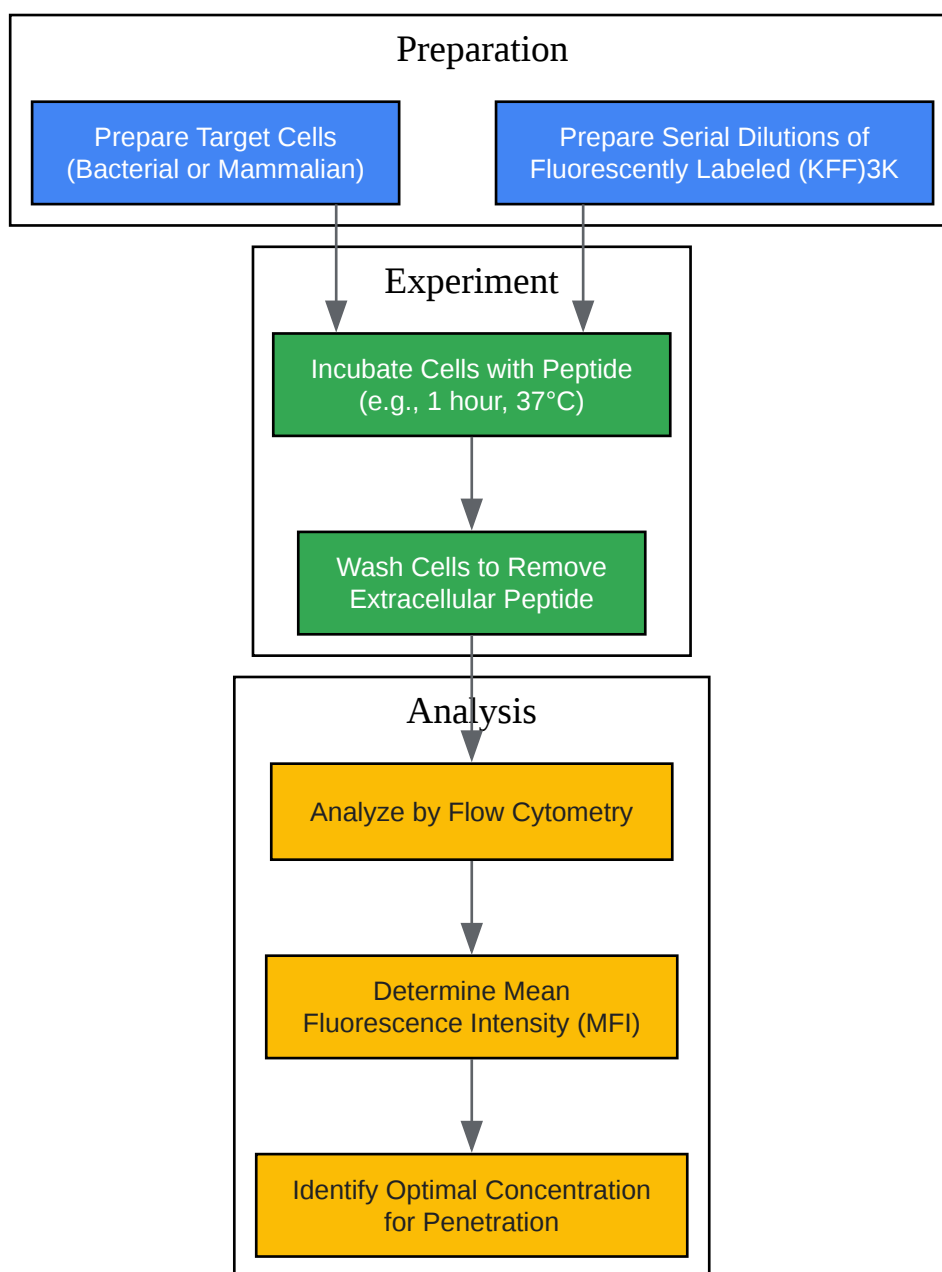 Preparation
Prepare Target Cells
(Bacterial or Mammalian)
Prepare Serial Dilutions of
Fluorescently Labeled (KFF)3K
Experiment
Incubate Cells with Peptide
(e.g., 1 hour, 37°C)
Wash Cells to Remove
Extracellular Peptide
Analysis
Analyze by Flow Cytometry
Determine Mean
Fluorescence Intensity (MFI)
Identify Optimal Concentration
for Penetration